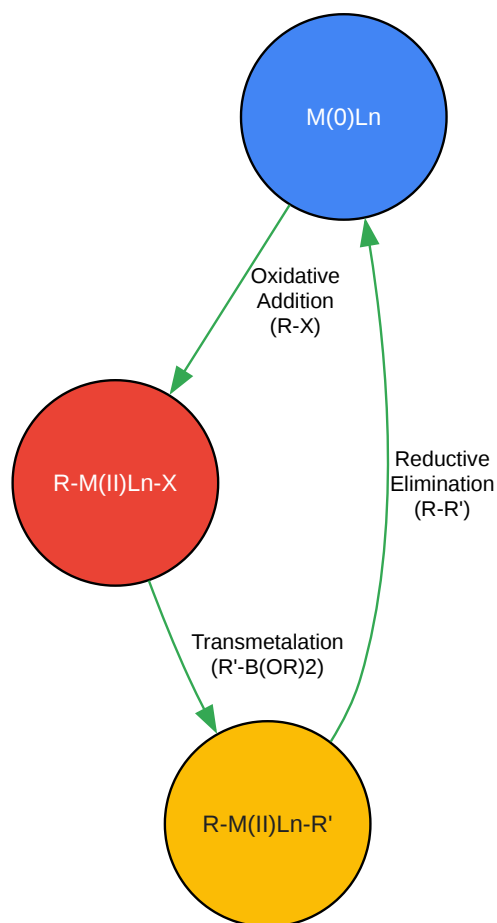 M(0)Ln
Oxidative
Addition
(R-X)
R-M(II)Ln-X
Reductive
Elimination
(R-R')
Transmetalation
(R'-B(OR)2)
R-M(II)Ln-R'